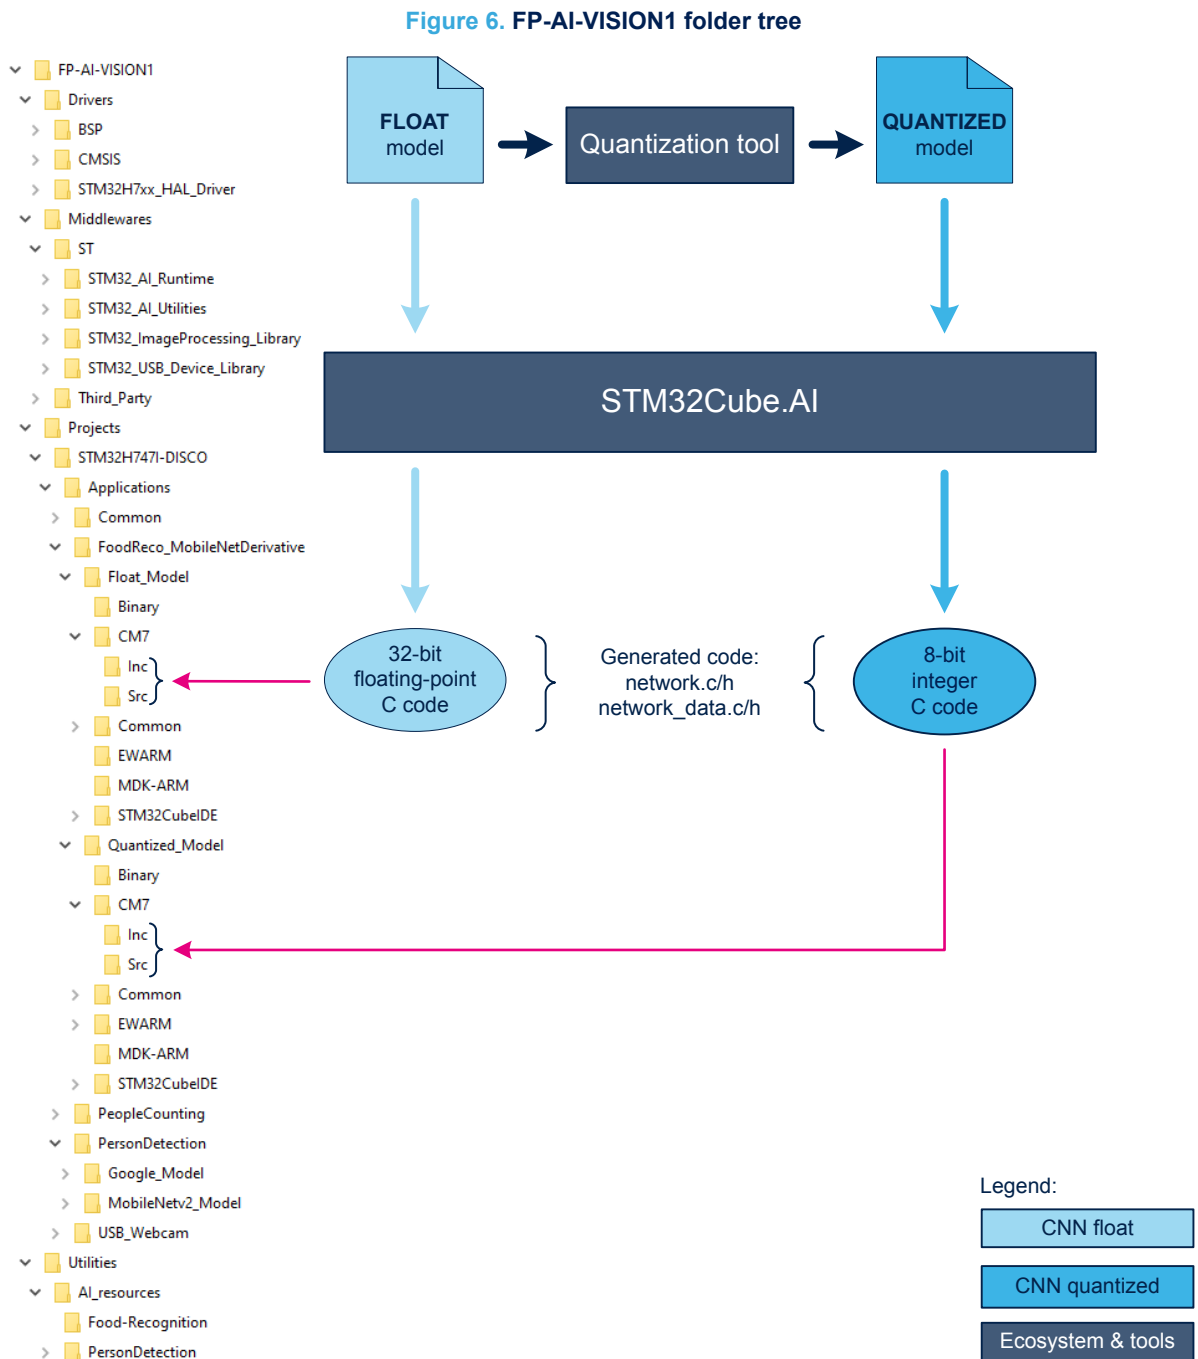 Figure 6. FP-AI-VISION1 folder tree
FP-AI-VISION1
Drivers
BSP
CMSIS
STM32H7xx_HAL_Driver
Middlewares
ST
STM32_AI_Runtime
STM32_AI_Utilities
STM32_ImageProcessing_Library
STM32_USB_Device_Library
Third_Party
Projects
STM32H747I-DISCO
Applications
Common
FoodReco_MobileNetDerivative
Float_Model
Binary
CM7
Inc
Src
Common
EWARM
MDK-ARM
STM32CubeIDE
Quantized_Model
Binary
CM7
Inc
Src
Common
EWARM
MDK-ARM
STM32CubeIDE
PeopleCounting
PersonDetection
Google_Model
MobileNetv2_Model
USB_Webcam
Utilities
AI_resources
Food-Recognition
PersonDetection
FLOAT
model
Quantization tool
QUANTIZED
model
STM32Cube.AI
32-bit
floating-point
C code
Generated code:
network.c/h
network_data.c/h
8-bit
integer
C code
Legend:
CNN float
CNN quantized
Ecosystem & tools